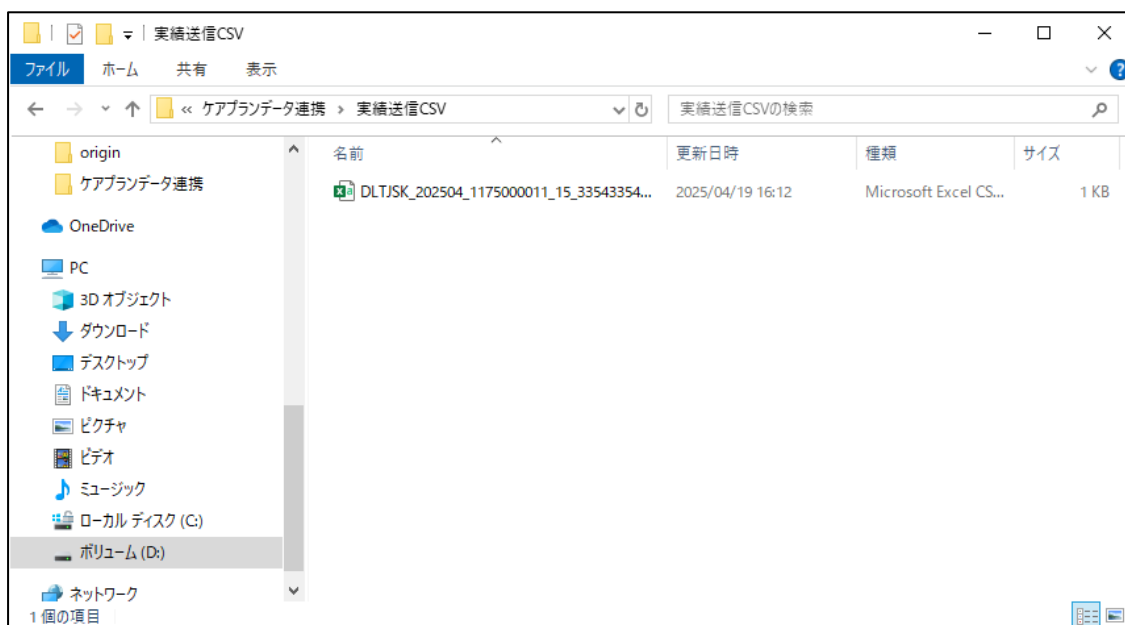 実績送信CSV
ファイル ホーム 共有 表示
« ケアプランデータ連携 › 実績送信CSV 実績送信CSVの検索
名前 更新日時 種類 サイズ
DLTJSK_202504_1175000011_15_33543354... 2025/04/19 16:12 Microsoft Excel CS... 1 KB
origin
ケアプランデータ連携
OneDrive
PC
3D オブジェクト
ダウンロード
デスクトップ
ドキュメント
ピクチャ
ビデオ
ミュージック
ローカル ディスク (C:)
ボリューム (D:)
ネットワーク
1 個の項目